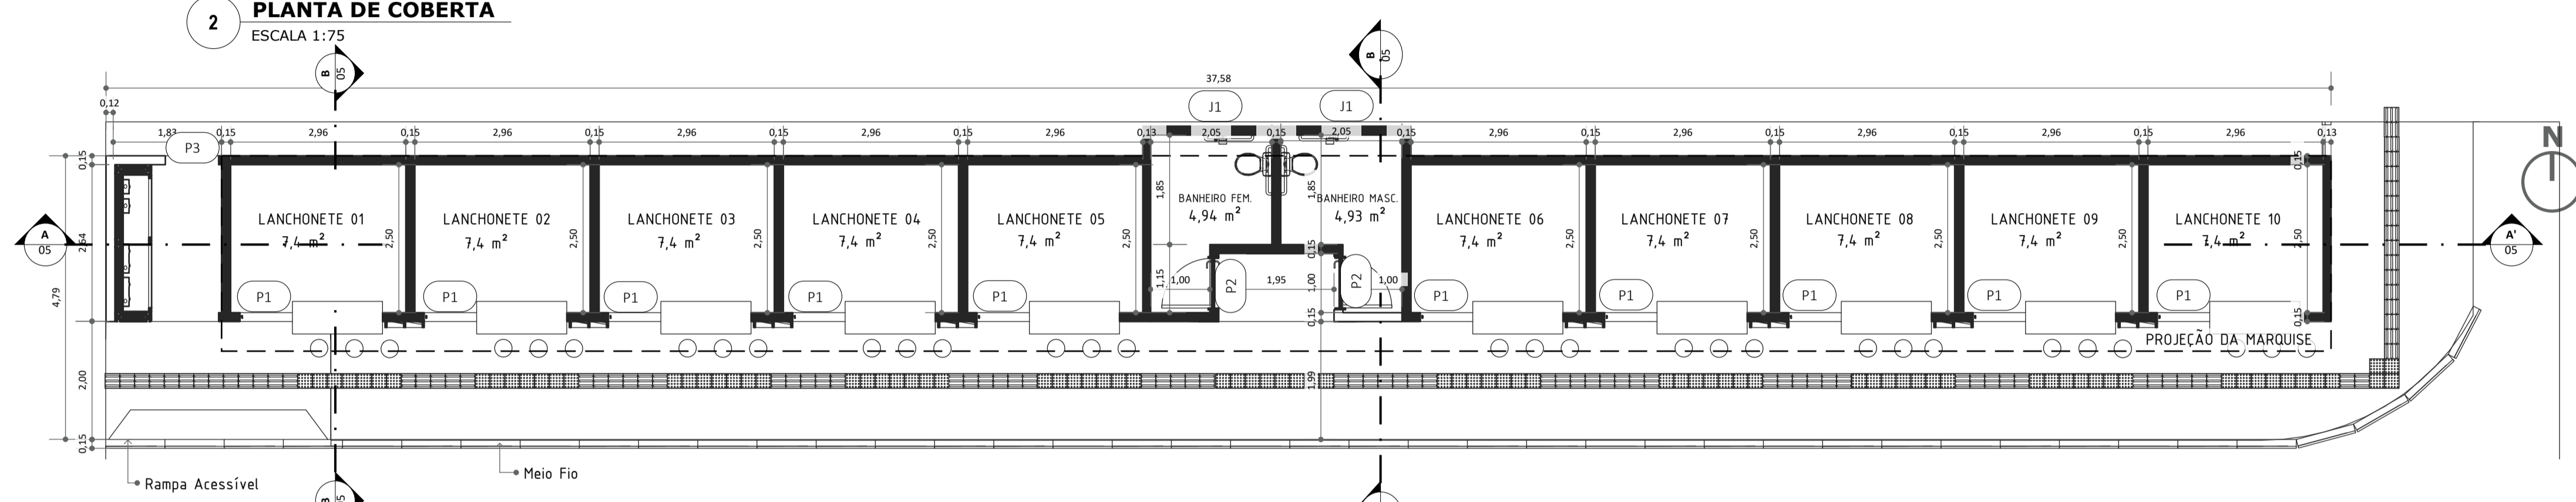 2
PLANTA DE COBERTA
ESCALA 1:75
B
05
B
05
37,58
0,12
J1
J1
N
1,83
0,15
2,96
0,15
2,96
0,15
2,96
0,15
2,96
0,15
2,96
0,13
2,05
0,15
2,05
0,15
2,96
0,15
2,96
0,15
2,96
0,15
2,96
0,15
2,96
0,13
P3
0,15
0,15
1,85
1,85
BANHEIRO FEM.
4,94 m²
BANHEIRO MASC.
4,93 m²
LANCHONETE 01
7,4 m²
LANCHONETE 02
7,4 m²
LANCHONETE 03
7,4 m²
LANCHONETE 04
7,4 m²
LANCHONETE 05
7,4 m²
LANCHONETE 06
7,4 m²
LANCHONETE 07
7,4 m²
LANCHONETE 08
7,4 m²
LANCHONETE 09
7,4 m²
LANCHONETE 10
7,4 m²
A
05
A'
05
2,64
2,50
2,50
2,50
2,50
2,50
2,50
2,50
2,50
2,50
2,50
0,15
4,79
P1
P1
P1
P1
P1
1,15
1,00
P2
1,95
1,00
P2
1,00
P1
P1
P1
P1
P1
0,15
0,15
PROJEÇÃO DA MARQUISE
2,00
1,99
0,15
Meio Fio
Rampa Acessível
B
05